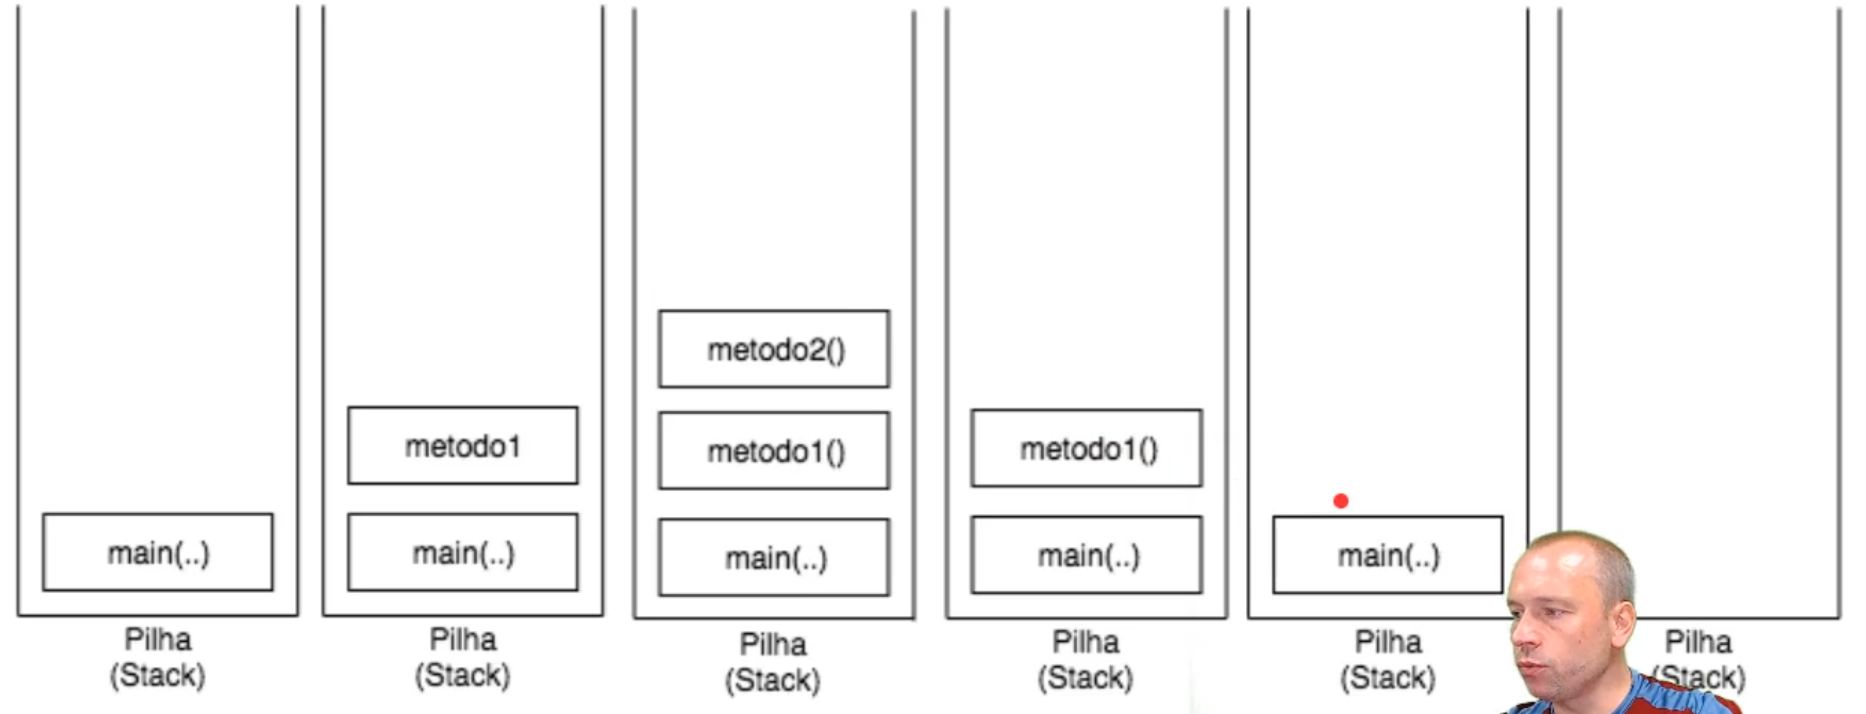 main(..)
Pilha
(Stack)
metodo1
main(..)
Pilha
(Stack)
metodo2()
metodo1()
main(..)
Pilha
(Stack)
metodo1()
main(..)
Pilha
(Stack)
main(..)
Pilha
(Stack)
Pilha
(Stack)